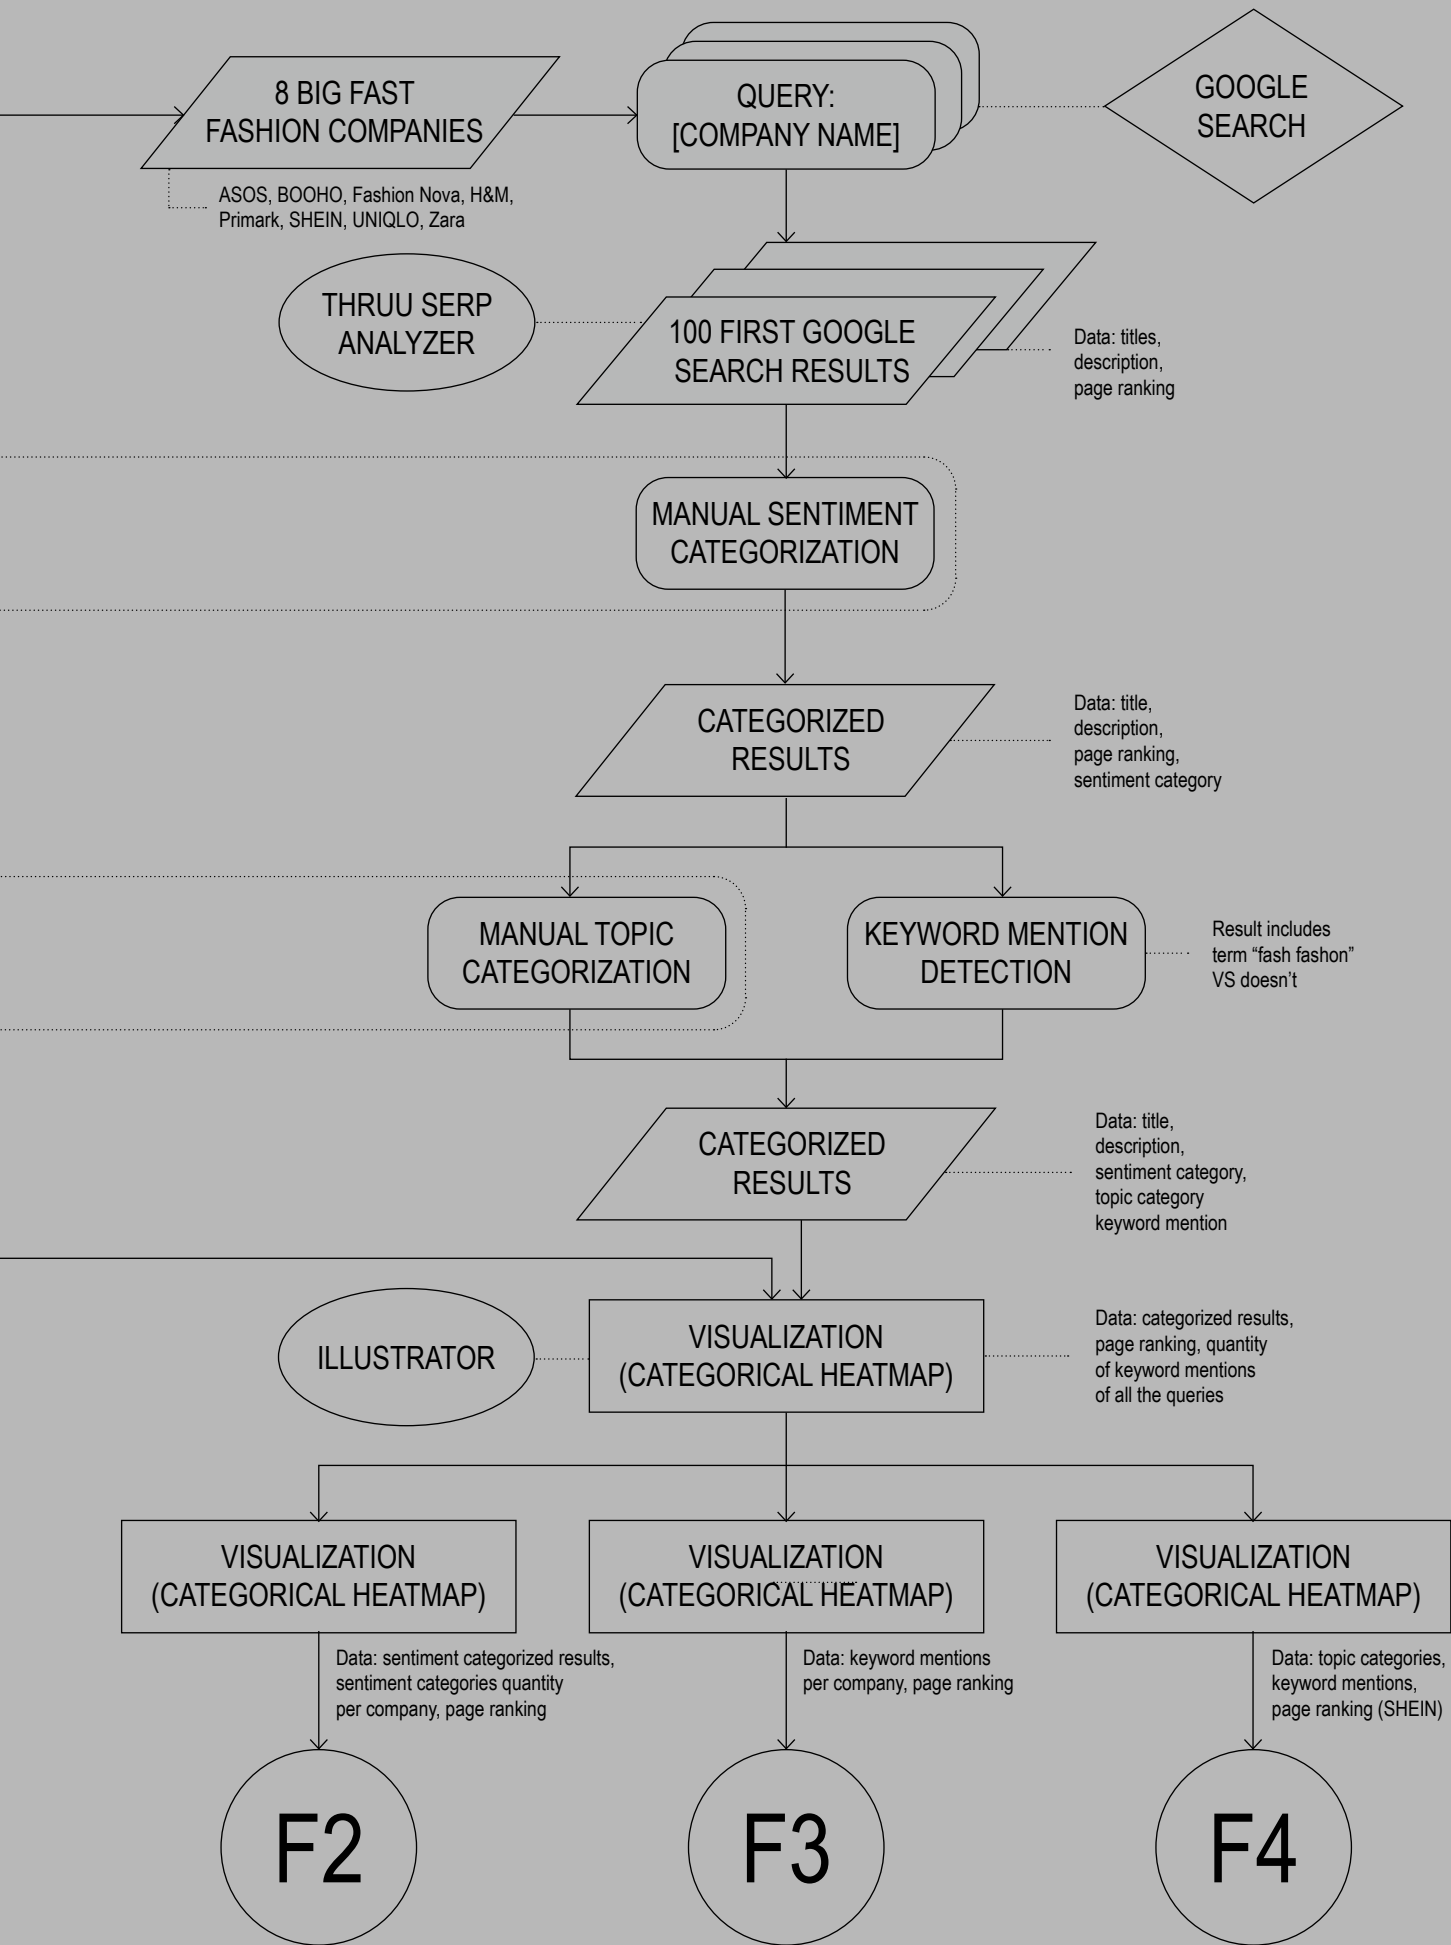 8 BIG FAST
FASHION COMPANIES
QUERY:
[COMPANY NAME]
GOOGLE
SEARCH
ASOS, BOOHO, Fashion Nova, H&M,
Primark, SHEIN, UNIQLO, Zara
THRUU SERP
ANALYZER
100 FIRST GOOGLE
SEARCH RESULTS
Data: titles,
description,
page ranking
MANUAL SENTIMENT
CATEGORIZATION
CATEGORIZED
RESULTS
Data: title,
description,
page ranking,
sentiment category
MANUAL TOPIC
CATEGORIZATION
KEYWORD MENTION
DETECTION
Result includes
term “fash fashon”
VS doesn’t
CATEGORIZED
RESULTS
Data: title,
description,
sentiment category,
topic category
keyword mention
ILLUSTRATOR
VISUALIZATION
(CATEGORICAL HEATMAP)
Data: categorized results,
page ranking, quantity
of keyword mentions
of all the queries
VISUALIZATION
(CATEGORICAL HEATMAP)
VISUALIZATION
(CATEGORICAL HEATMAP)
VISUALIZATION
(CATEGORICAL HEATMAP)
Data: sentiment categorized results,
sentiment categories quantity
per company, page ranking
Data: keyword mentions
per company, page ranking
Data: topic categories,
keyword mentions,
page ranking (SHEIN)
F2
F3
F4